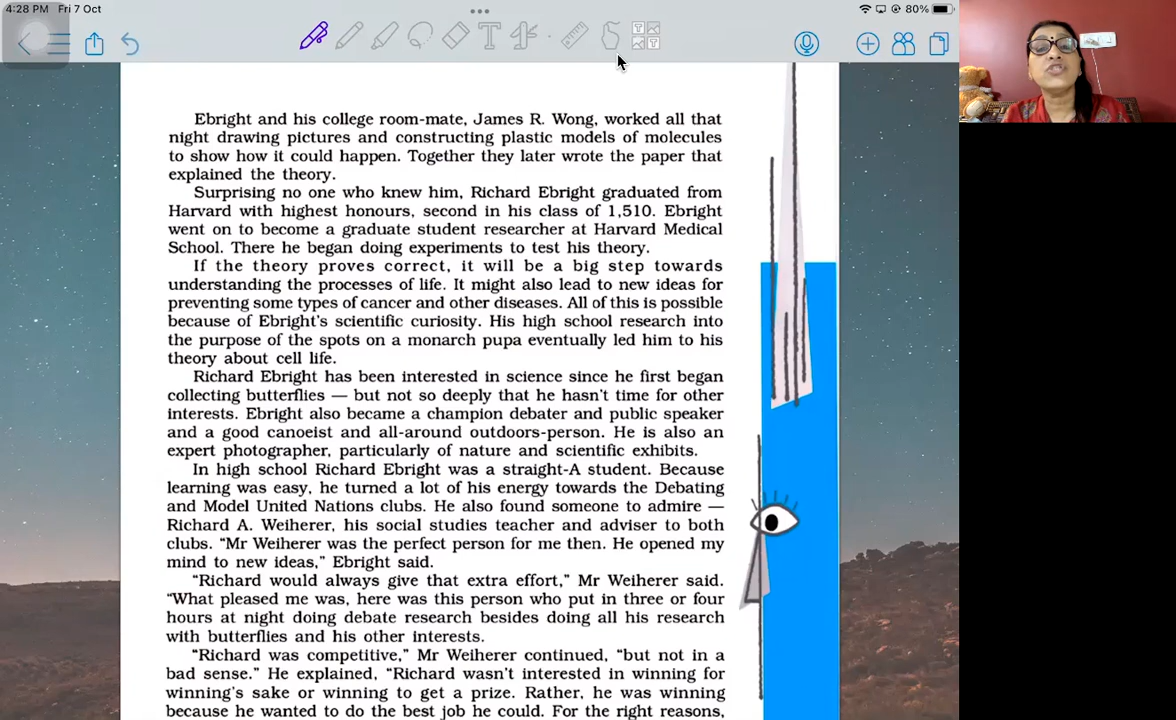 4:28 PM Fri 7 Oct
80%
Ebright and his college room-mate, James R. Wong, worked all that
night drawing pictures and constructing plastic models of molecules
to show how it could happen. Together they later wrote the paper that
explained the theory.
Surprising no one who knew him, Richard Ebright graduated from
Harvard with highest honours, second in his class of 1,510. Ebright
went on to become a graduate student researcher at Harvard Medical
School. There he began doing experiments to test his theory.
If the theory proves correct, it will be a big step towards
understanding the processes of life. It might also lead to new ideas for
preventing some types of cancer and other diseases. All of this is possible
because of Ebright's scientific curiosity. His high school research into
the purpose of the spots on a monarch pupa eventually led him to his
theory about cell life.
Richard Ebright has been interested in science since he first began
collecting butterflies — but not so deeply that he hasn't time for other
interests. Ebright also became a champion debater and public speaker
and a good canoeist and all-around outdoors-person. He is also an
expert photographer, particularly of nature and scientific exhibits.
In high school Richard Ebright was a straight-A student. Because
learning was easy, he turned a lot of his energy towards the Debating
and Model United Nations clubs. He also found someone to admire —
Richard A. Weiherer, his social studies teacher and adviser to both
clubs. “Mr Weiherer was the perfect person for me then. He opened my
mind to new ideas,” Ebright said.
“Richard would always give that extra effort,” Mr Weiherer said.
“What pleased me was, here was this person who put in three or four
hours at night doing debate research besides doing all his research
with butterflies and his other interests.
“Richard was competitive,” Mr Weiherer continued, “but not in a
bad sense.” He explained, “Richard wasn't interested in winning for
winning's sake or winning to get a prize. Rather, he was winning
because he wanted to do the best job he could. For the right reasons,